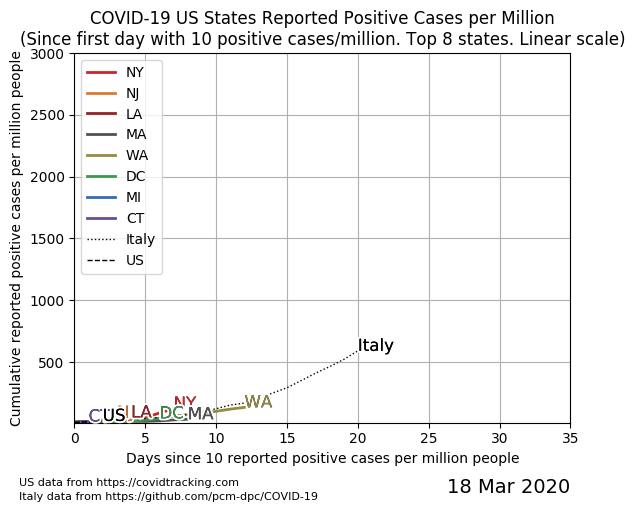 COVID-19 US States Reported Positive Cases per Million
(Since first day with 10 positive cases/million. Top 8 states. Linear scale)
Cumulative reported positive cases per million people
3000
2500
2000
1500
1000
500
NY
NJ
LA
MA
WA
DC
MI
CT
Italy
US
Italy
WA
NY
MA
DC
LA
US
0 5 10 15 20 25 30 35
Days since 10 reported positive cases per million people
US data from https://covidtracking.com
Italy data from https://github.com/pcm-dpc/COVID-19
18 Mar 2020